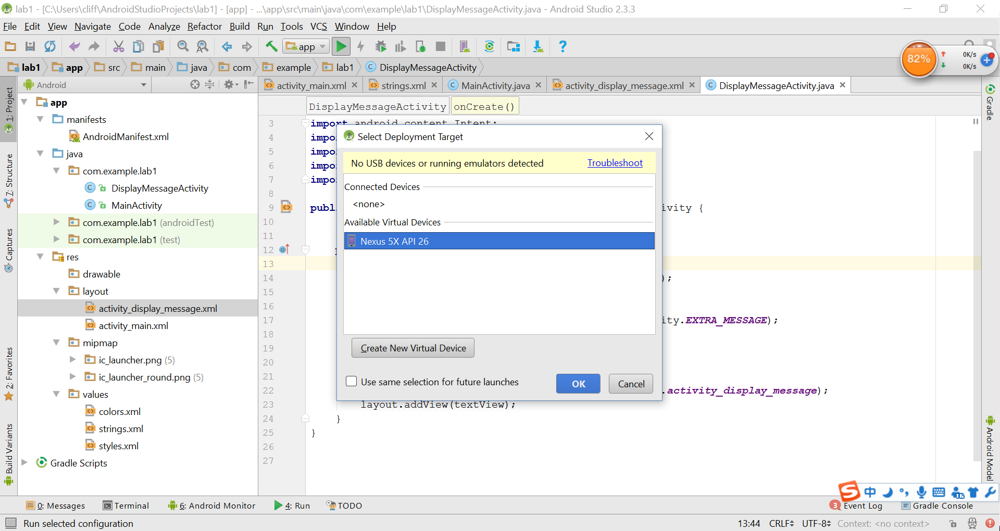 lab1 - [C:\Users\cliff\AndroidStudioProjects\lab1] - [app] - ...\app\src\main\java\com\example\lab1\DisplayMessageActivity.java - Android Studio 2.3.3
File Edit View Navigate Code Analyze Refactor Build Run Tools VCS Window Help
app
82% 0K/s
0K/s
lab1 app src main java com example lab1 DisplayMessageActivity
Android
activity_main.xml strings.xml MainActivity.java activity_display_message.xml DisplayMessageActivity.java
1: Project
7: Structure
Captures
2: Favorites
Build Variants
app
manifests
AndroidManifest.xml
java
com.example.lab1
DisplayMessageActivity
MainActivity
com.example.lab1 (androidTest)
com.example.lab1 (test)
res
drawable
layout
activity_display_message.xml
activity_main.xml
mipmap
ic_launcher.png (5)
ic_launcher_round.png (5)
values
colors.xml
strings.xml
styles.xml
Gradle Scripts
DisplayMessageActivity onCreate()
3 import android.content.Intent;
4 impo
5 impo
6 impo
7 impo
8
9 publ ivity {
10
11
12
13
14 );
15
16
17 ity.EXTRA_MESSAGE);
18
19
20
21
22 .activity_display_message);
23 layout.addView(textView);
24 }
25 }
26
27
Select Deployment Target
No USB devices or running emulators detected Troubleshoot
Connected Devices
<none>
Available Virtual Devices
Nexus 5X API 26
Create New Virtual Device
Use same selection for future launches OK Cancel
Gradle
Android Model
中
0: Messages Terminal 6: Android Monitor 4: Run TODO 3 Event Log Gradle Console
Run selected configuration 13:44 CRLF UTF-8 Context: <no context>